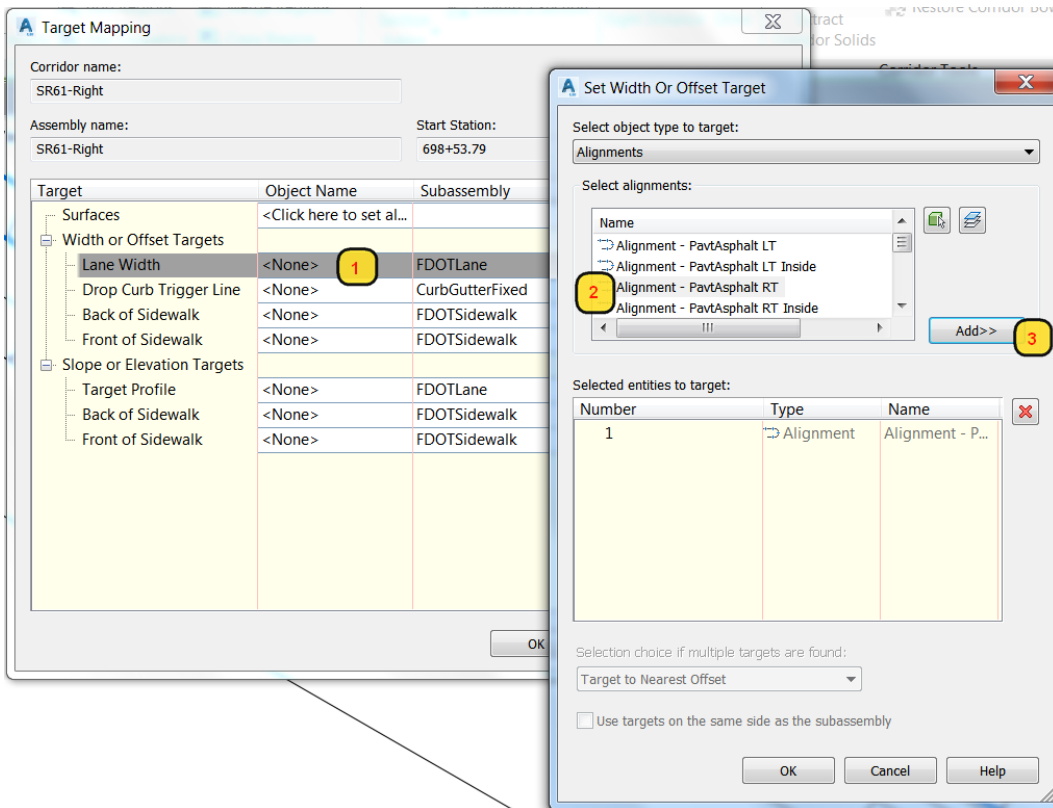 Target Mapping
Corridor name:
SR61-Right
Assembly name: Start Station:
SR61-Right 698+53.79
Target Object Name Subassembly
Surfaces <Click here to set al...
Width or Offset Targets
Lane Width <None> 1 FDOTLane
Drop Curb Trigger Line <None> CurbGutterFixed
Back of Sidewalk <None> FDOTSidewalk
Front of Sidewalk <None> FDOTSidewalk
Slope or Elevation Targets
Target Profile <None> FDOTLane
Back of Sidewalk <None> FDOTSidewalk
Front of Sidewalk <None> FDOTSidewalk
OK
tract
dor Solids
Set Width Or Offset Target
Select object type to target:
Alignments
Select alignments:
Name
Alignment - PavtAsphalt LT
Alignment - PavtAsphalt LT Inside
2 Alignment - PavtAsphalt RT
Alignment - PavtAsphalt RT Inside
Add>> 3
Selected entities to target:
Number Type Name
1 Alignment Alignment - P...
Selection choice if multiple targets are found:
Target to Nearest Offset
Use targets on the same side as the subassembly
OK Cancel Help